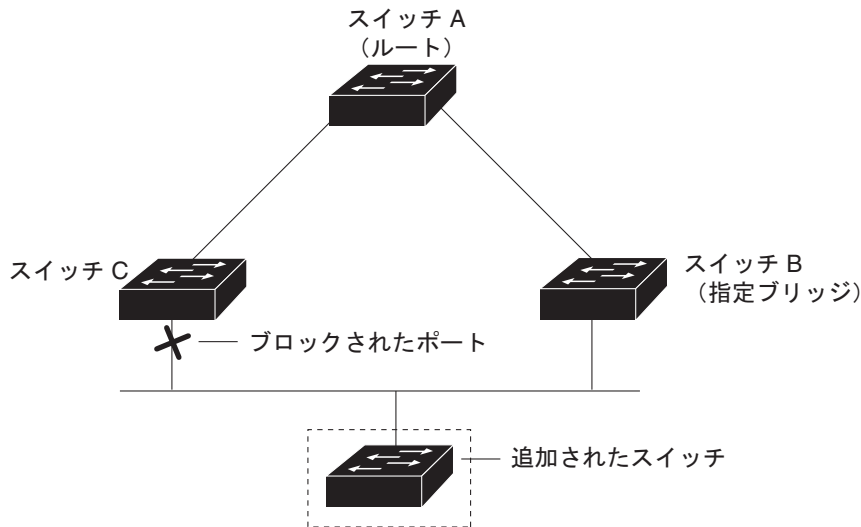 スイッチ A
（ルート）
スイッチ C
スイッチ B
（指定ブリッジ）
ブロックされたポート
追加されたスイッチ